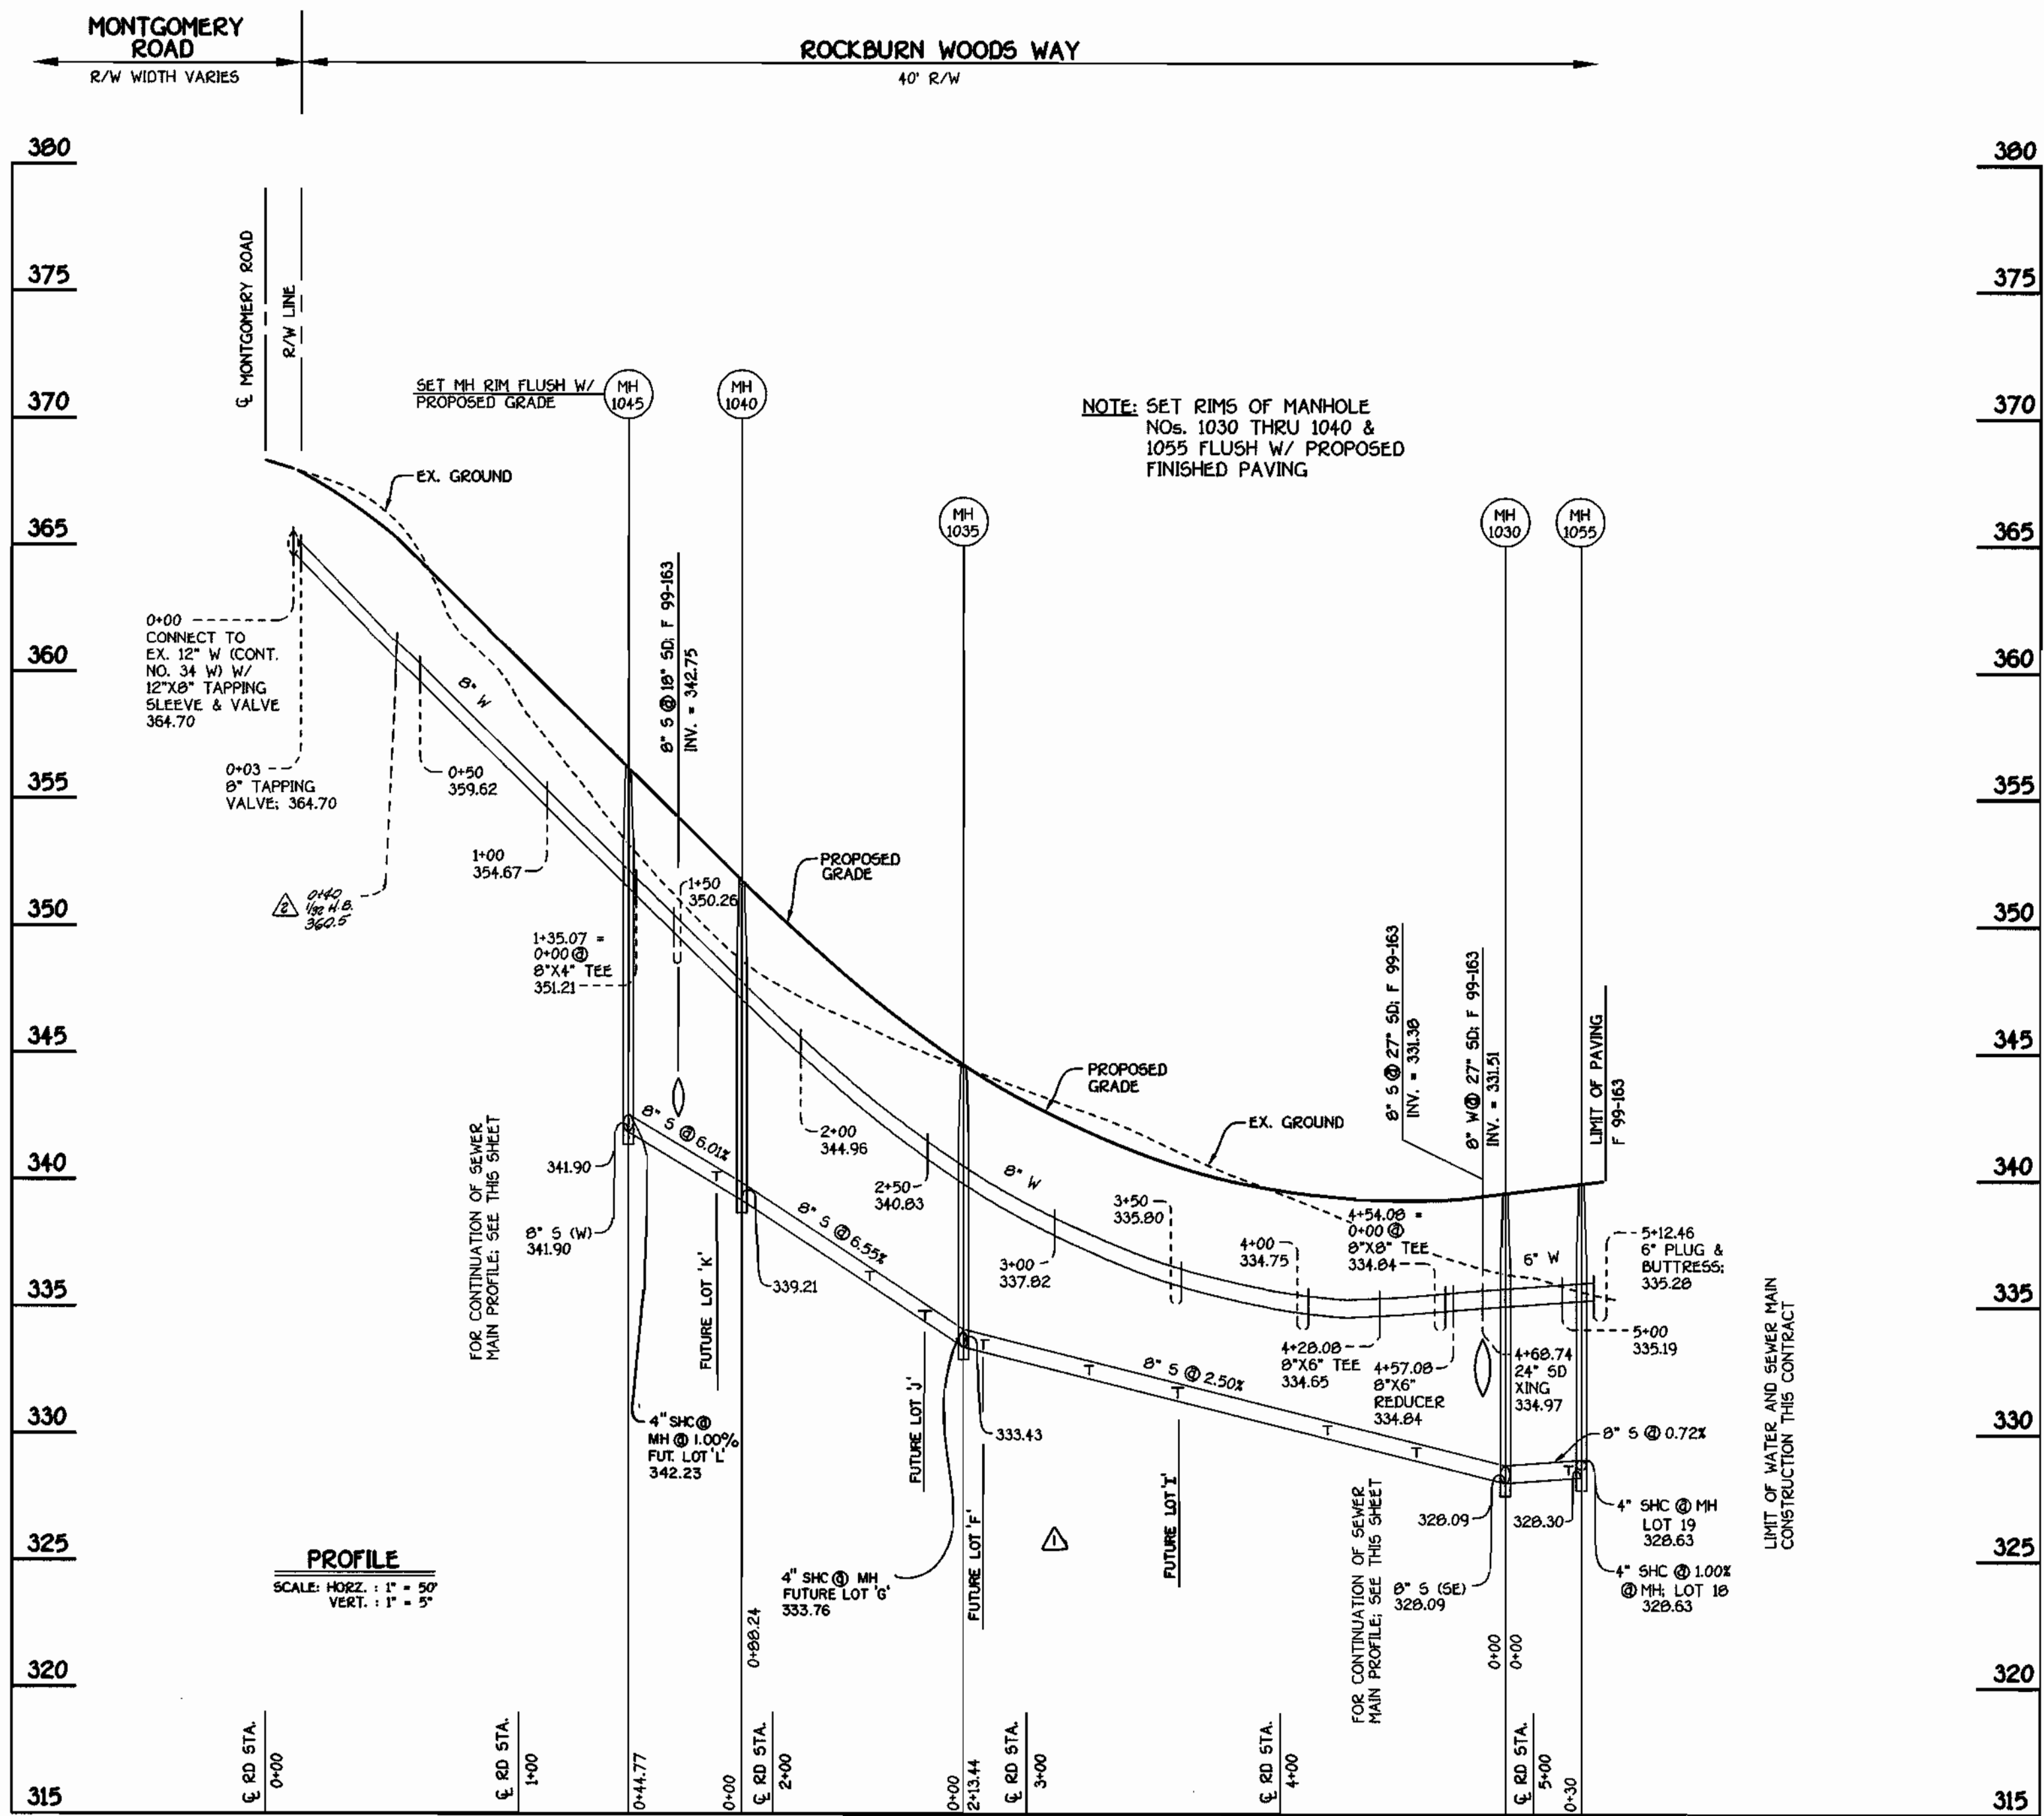 MONTGOMERY
ROAD
R/W WIDTH VARIES
ROCKBURN WOODS WAY
40' R/W
380
375
370
365
360
355
350
345
340
335
330
325
320
315
380
375
370
365
360
355
350
345
340
335
330
325
320
315
℄ MONTGOMERY ROAD
R/W LINE
SET MH RIM FLUSH W/
PROPOSED GRADE
MH
1045
MH
1040
NOTE: SET RIMS OF MANHOLE
NOs. 1030 THRU 1040 &
1055 FLUSH W/ PROPOSED
FINISHED PAVING
EX. GROUND
MH
1035
MH
1030
MH
1055
0+00
CONNECT TO
EX. 12" W (CONT.
NO. 34 W) W/
12"X8" TAPPING
SLEEVE & VALVE
364.70
8" W
8" S @ 18" SD; F 99-163
INV. = 342.75
0+03
8" TAPPING
VALVE; 364.70
0+50
359.62
1+00
354.67
2
0+40
1/32 H.B.
360.5
1+50
350.26
PROPOSED
GRADE
1+35.07 =
0+00 @
8"X4" TEE
351.21
8" S @ 27" SD; F 99-163
INV. = 331.38
8" W @ 27" SD; F 99-163
INV. = 331.51
LIMIT OF PAVING
F 99-163
PROPOSED
GRADE
EX. GROUND
FOR CONTINUATION OF SEWER
MAIN PROFILE; SEE THIS SHEET
341.90
8" S (W)
341.90
8" S @ 6.01%
T
2+00
344.96
2+50
340.83
8" W
8" S @ 6.55%
T
T
339.21
3+00
337.82
3+50
335.80
4+00
334.75
4+54.08 =
0+00 @
8"X8" TEE
334.84
6" W
5+12.46
6" PLUG &
BUTTRESS;
335.28
5+00
335.19
FUTURE LOT 'K'
4" SHC @
MH @ 1.00%
FUT. LOT 'L'
342.23
FUTURE LOT 'J'
T
333.43
T
8" S @ 2.50%
T
T
T
4+28.08
8"X6" TEE
334.65
4+57.08
8"X6"
REDUCER
334.84
4+68.74
24" SD
XING
334.97
8" S @ 0.72%
T
LIMIT OF WATER AND SEWER MAIN
CONSTRUCTION THIS CONTRACT
4" SHC @ MH
FUTURE LOT 'G'
333.76
FUTURE LOT 'F'
1
FUTURE LOT 'I'
FOR CONTINUATION OF SEWER
MAIN PROFILE; SEE THIS SHEET
328.09
328.30
8" S (SE)
328.09
4" SHC @ MH
LOT 19
328.63
4" SHC @ 1.00%
@ MH; LOT 18
328.63
PROFILE
SCALE: HORZ. : 1" = 50'
VERT. : 1" = 5'
℄ RD STA.
0+00
℄ RD STA.
1+00
0+44.77
0+88.24
0+00
℄ RD STA.
2+00
0+00
2+13.44
℄ RD STA.
3+00
℄ RD STA.
4+00
0+00
0+00
℄ RD STA.
5+00
0+30